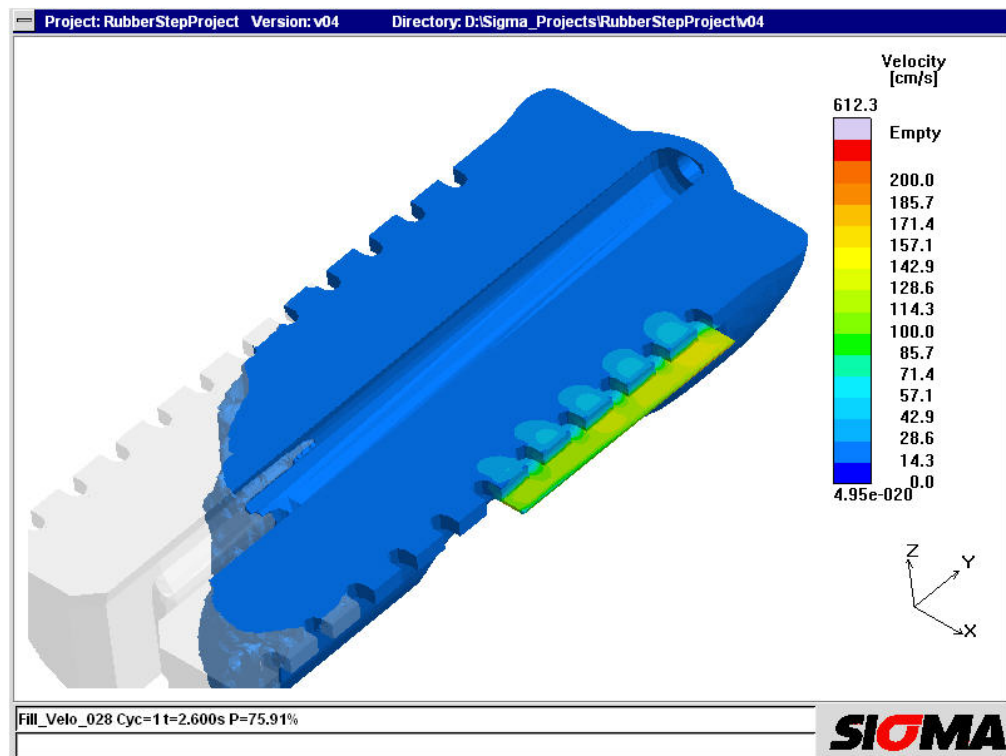 Project: RubberStepProject Version: v04 Directory: D:\Sigma_Projects\RubberStepProject\v04
Velocity
[cm/s]
612.3
Empty
200.0
185.7
171.4
157.1
142.9
128.6
114.3
100.0
85.7
71.4
57.1
42.9
28.6
14.3
0.0
4.95e-020
Z
Y
X
Fill_Velo_028 Cyc=1 t=2.600s P=75.91%
SIGMA